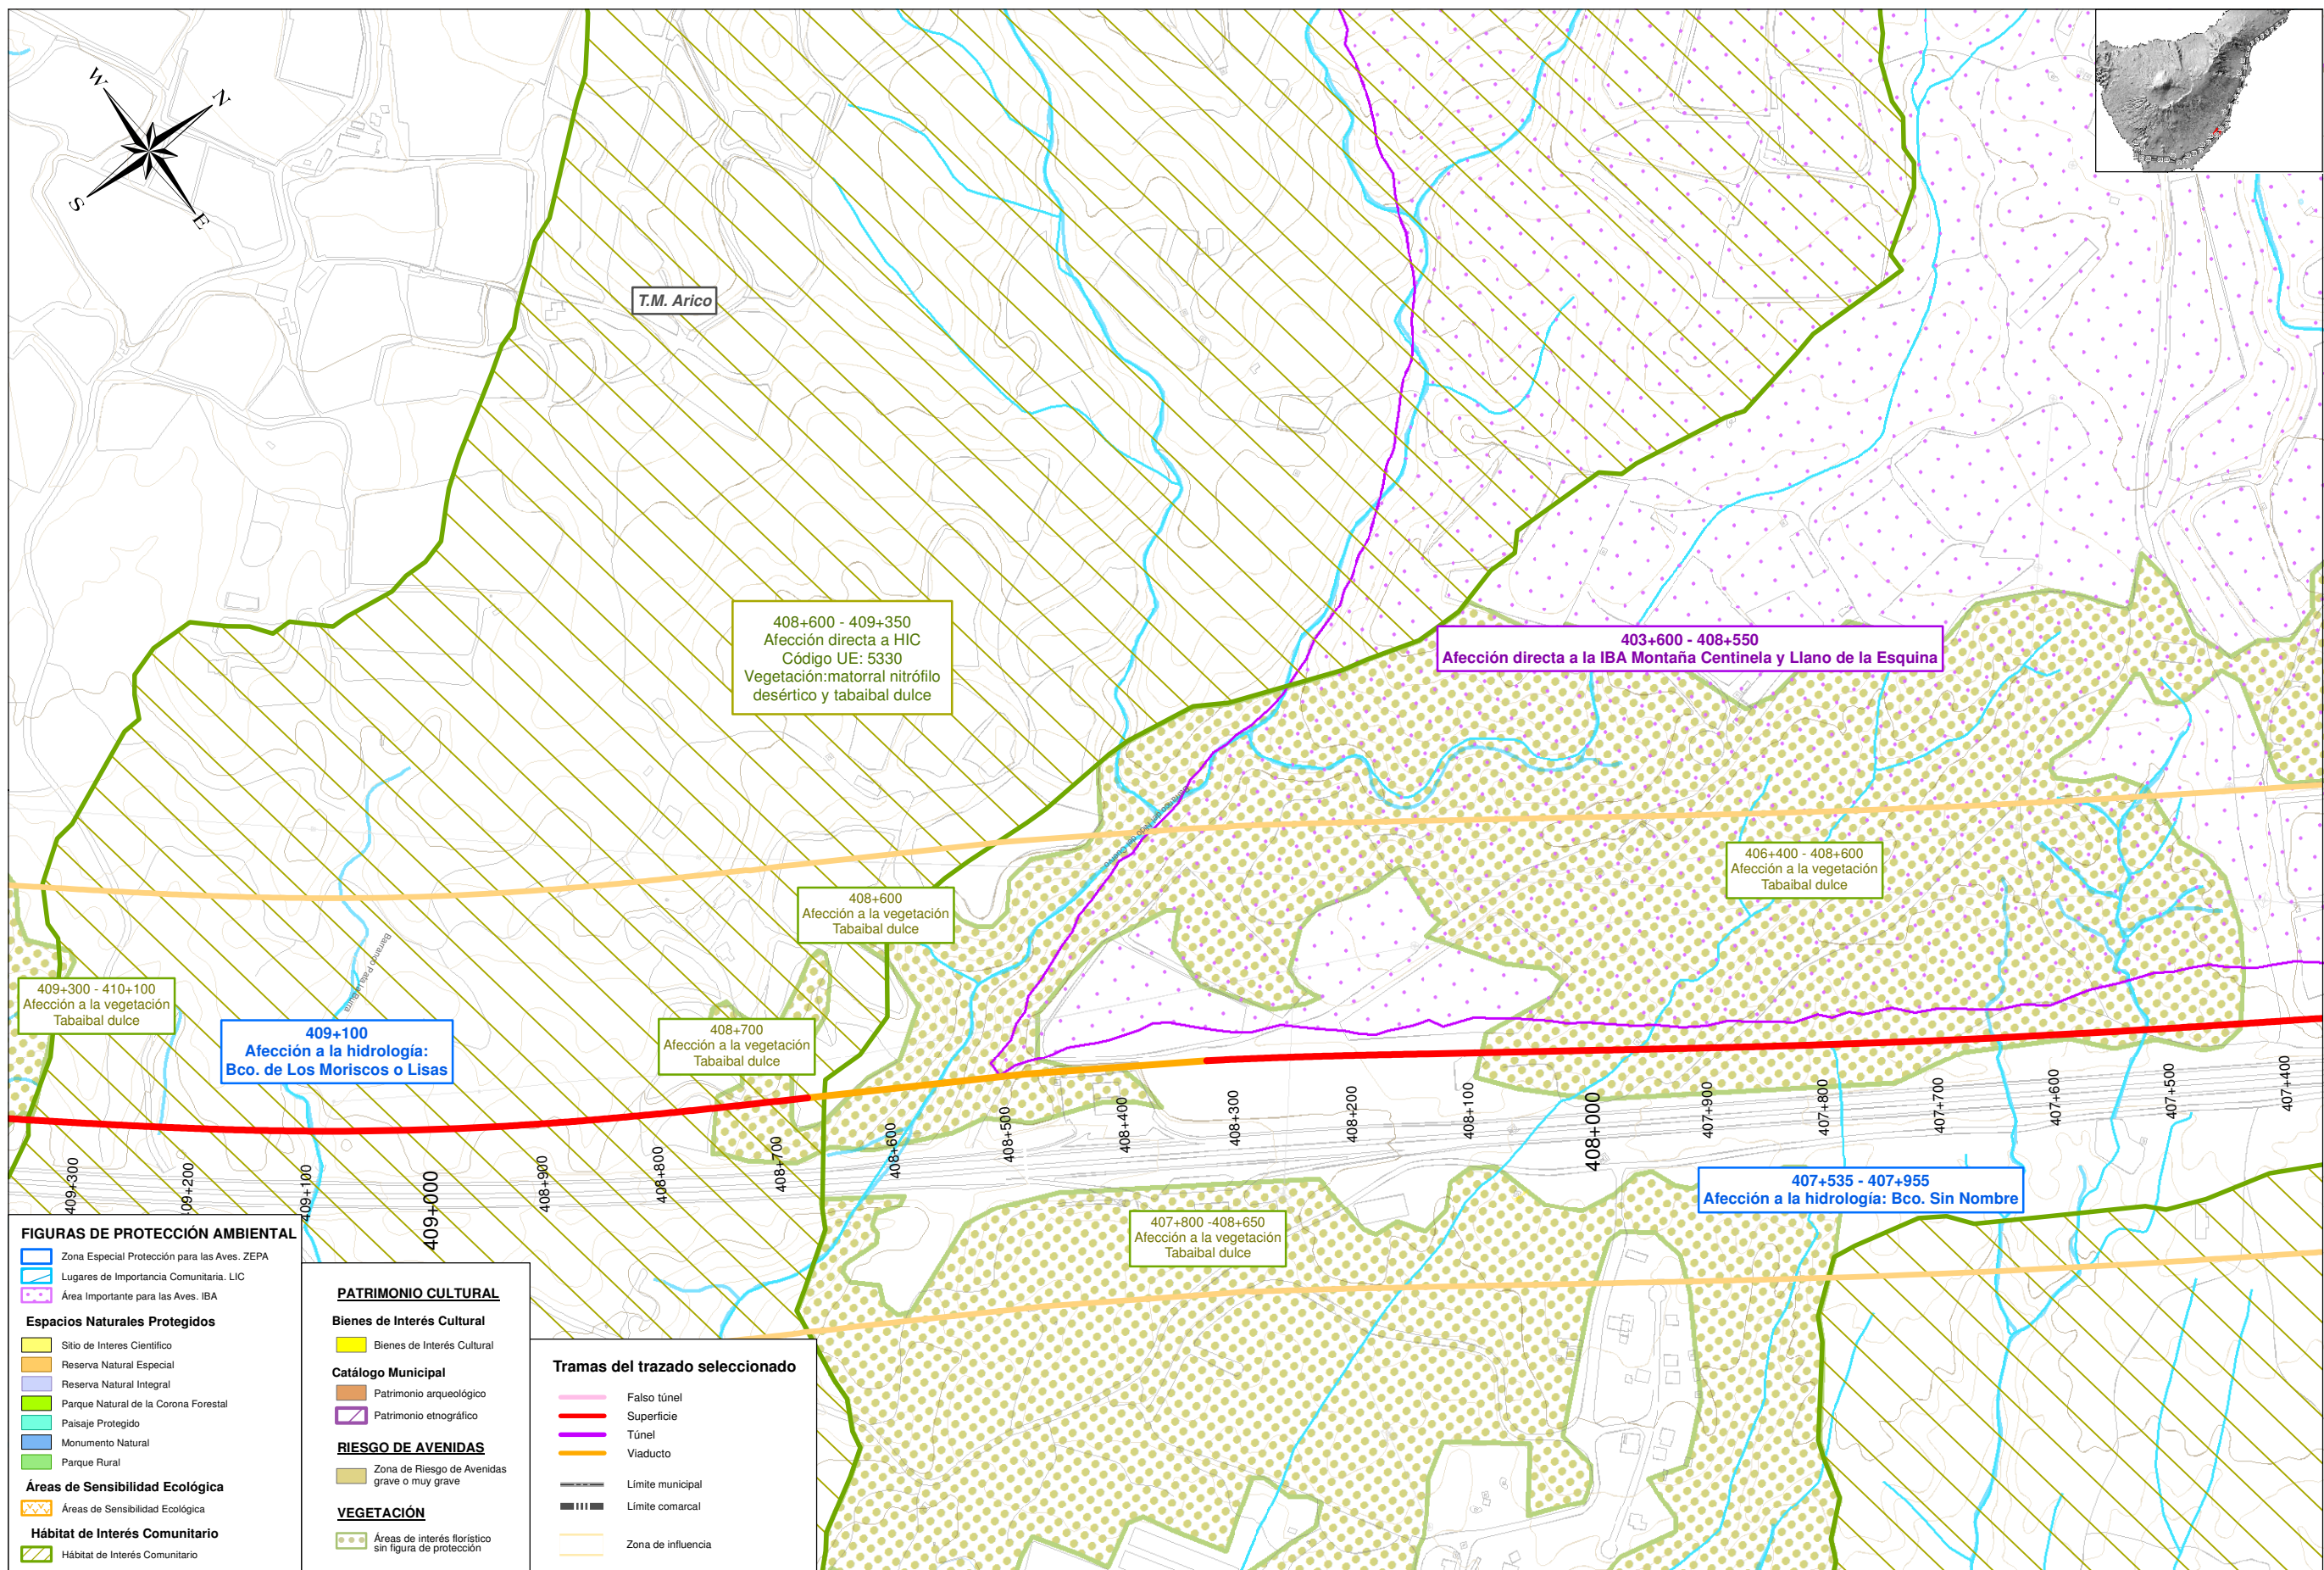 W
N
S
E
T.M. Arico
408+600 - 409+350
Afección directa a HIC
Código UE: 5330
Vegetación:matorral nitrófilo
desértico y tabaibal dulce
403+600 - 408+550
Afección directa a la IBA Montaña Centinela y Llano de la Esquina
406+400 - 408+600
Afección a la vegetación
Tabaibal dulce
408+600
Afección a la vegetación
Tabaibal dulce
409+300 - 410+100
Afección a la vegetación
Tabaibal dulce
409+100
Afección a la hidrología:
Bco. de Los Moriscos o Lisas
408+700
Afección a la vegetación
Tabaibal dulce
407+535 - 407+955
Afección a la hidrología: Bco. Sin Nombre
407+800 -408+650
Afección a la vegetación
Tabaibal dulce
409+300
409+200
409+100
409+000
408+900
408+800
408+700
408+600
408+500
408+400
408+300
408+200
408+100
408+000
407+900
407+800
407+700
407+600
407+500
407+400
FIGURAS DE PROTECCIÓN AMBIENTAL
Zona Especial Protección para las Aves. ZEPA
Lugares de Importancia Comunitaria. LIC
Área Importante para las Aves. IBA
Espacios Naturales Protegidos
Sitio de Interes Cientifico
Reserva Natural Especial
Reserva Natural Integral
Parque Natural de la Corona Forestal
Paisaje Protegido
Monumento Natural
Parque Rural
Áreas de Sensibilidad Ecológica
Áreas de Sensibilidad Ecológica
Hábitat de Interés Comunitario
Hábitat de Interés Comunitario
PATRIMONIO CULTURAL
Bienes de Interés Cultural
Bienes de Interés Cultural
Catálogo Municipal
Patrimonio arqueológico
Patrimonio etnográfico
RIESGO DE AVENIDAS
Zona de Riesgo de Avenidas
grave o muy grave
VEGETACIÓN
Áreas de interés florístico
sin figura de protección
Tramas del trazado seleccionado
Falso túnel
Superficie
Túnel
Viaducto
Límite municipal
Límite comarcal
Zona de influencia